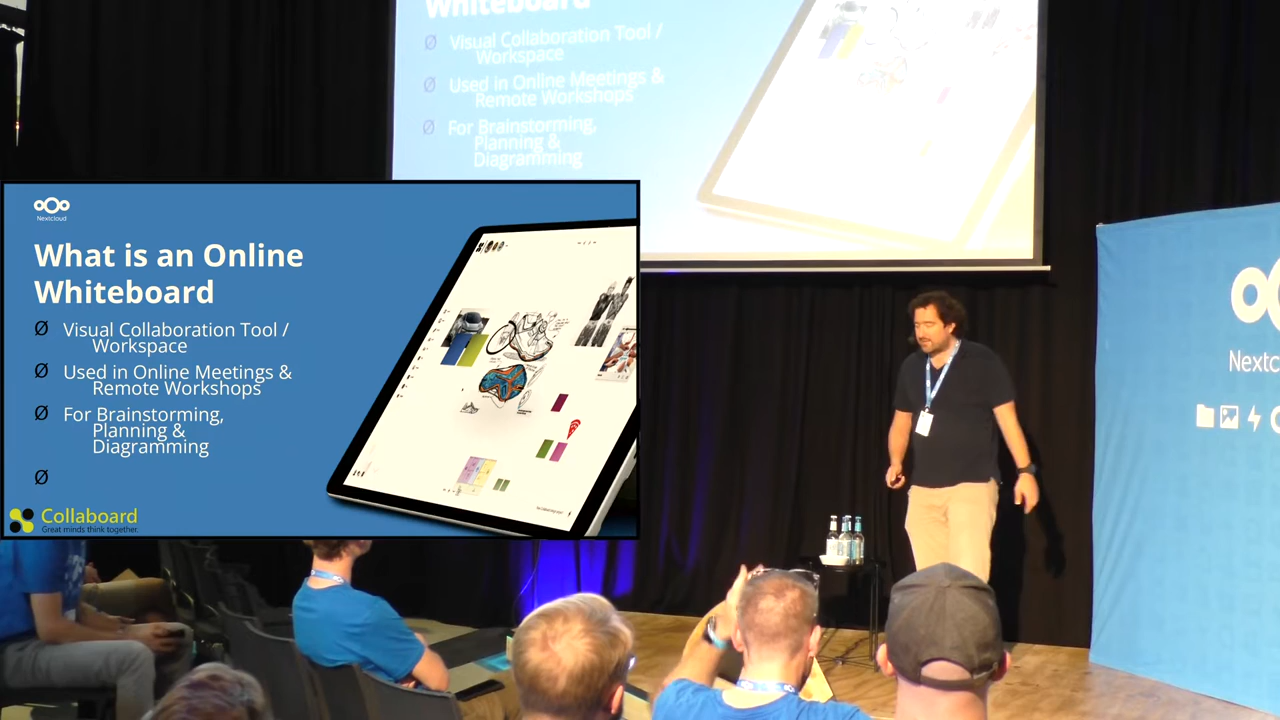 Whiteboard
Ø Visual Collaboration Tool /
Workspace
Ø Used in Online Meetings &
Remote Workshops
Ø For Brainstorming,
Planning &
Diagramming
Nextcloud
What is an Online
Whiteboard
Ø Visual Collaboration Tool /
Workspace
Ø Used in Online Meetings &
Remote Workshops
Ø For Brainstorming,
Planning &
Diagramming
Ø
Collaboard
Great minds think together.
Nextc